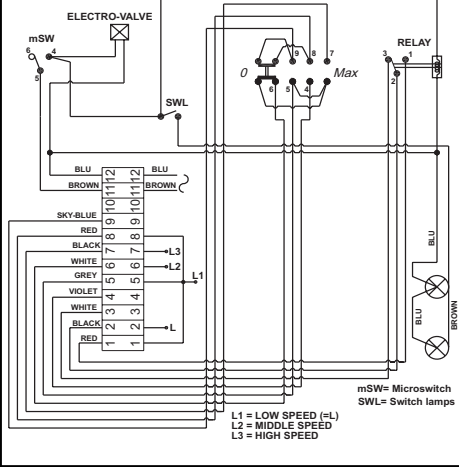 ELECTRO-VALVE
mSW
6 4
5
SWL
9 8 7
0 Max
6 5 4
RELAY
3 1
2
BLU 12 12 BLU
BROWN 11 11 BROWN
10 10
SKY-BLUE 9 9
RED 8 8
BLACK 7 7 L3
WHITE 6 6 L2
GREY 5 5 L1
VIOLET 4 4
WHITE 3 3
BLACK 2 2 L
RED 1 1
BLU
BLU
BROWN
mSW= Microswitch
SWL= Switch lamps
L1 = LOW SPEED (=L)
L2 = MIDDLE SPEED
L3 = HIGH SPEED